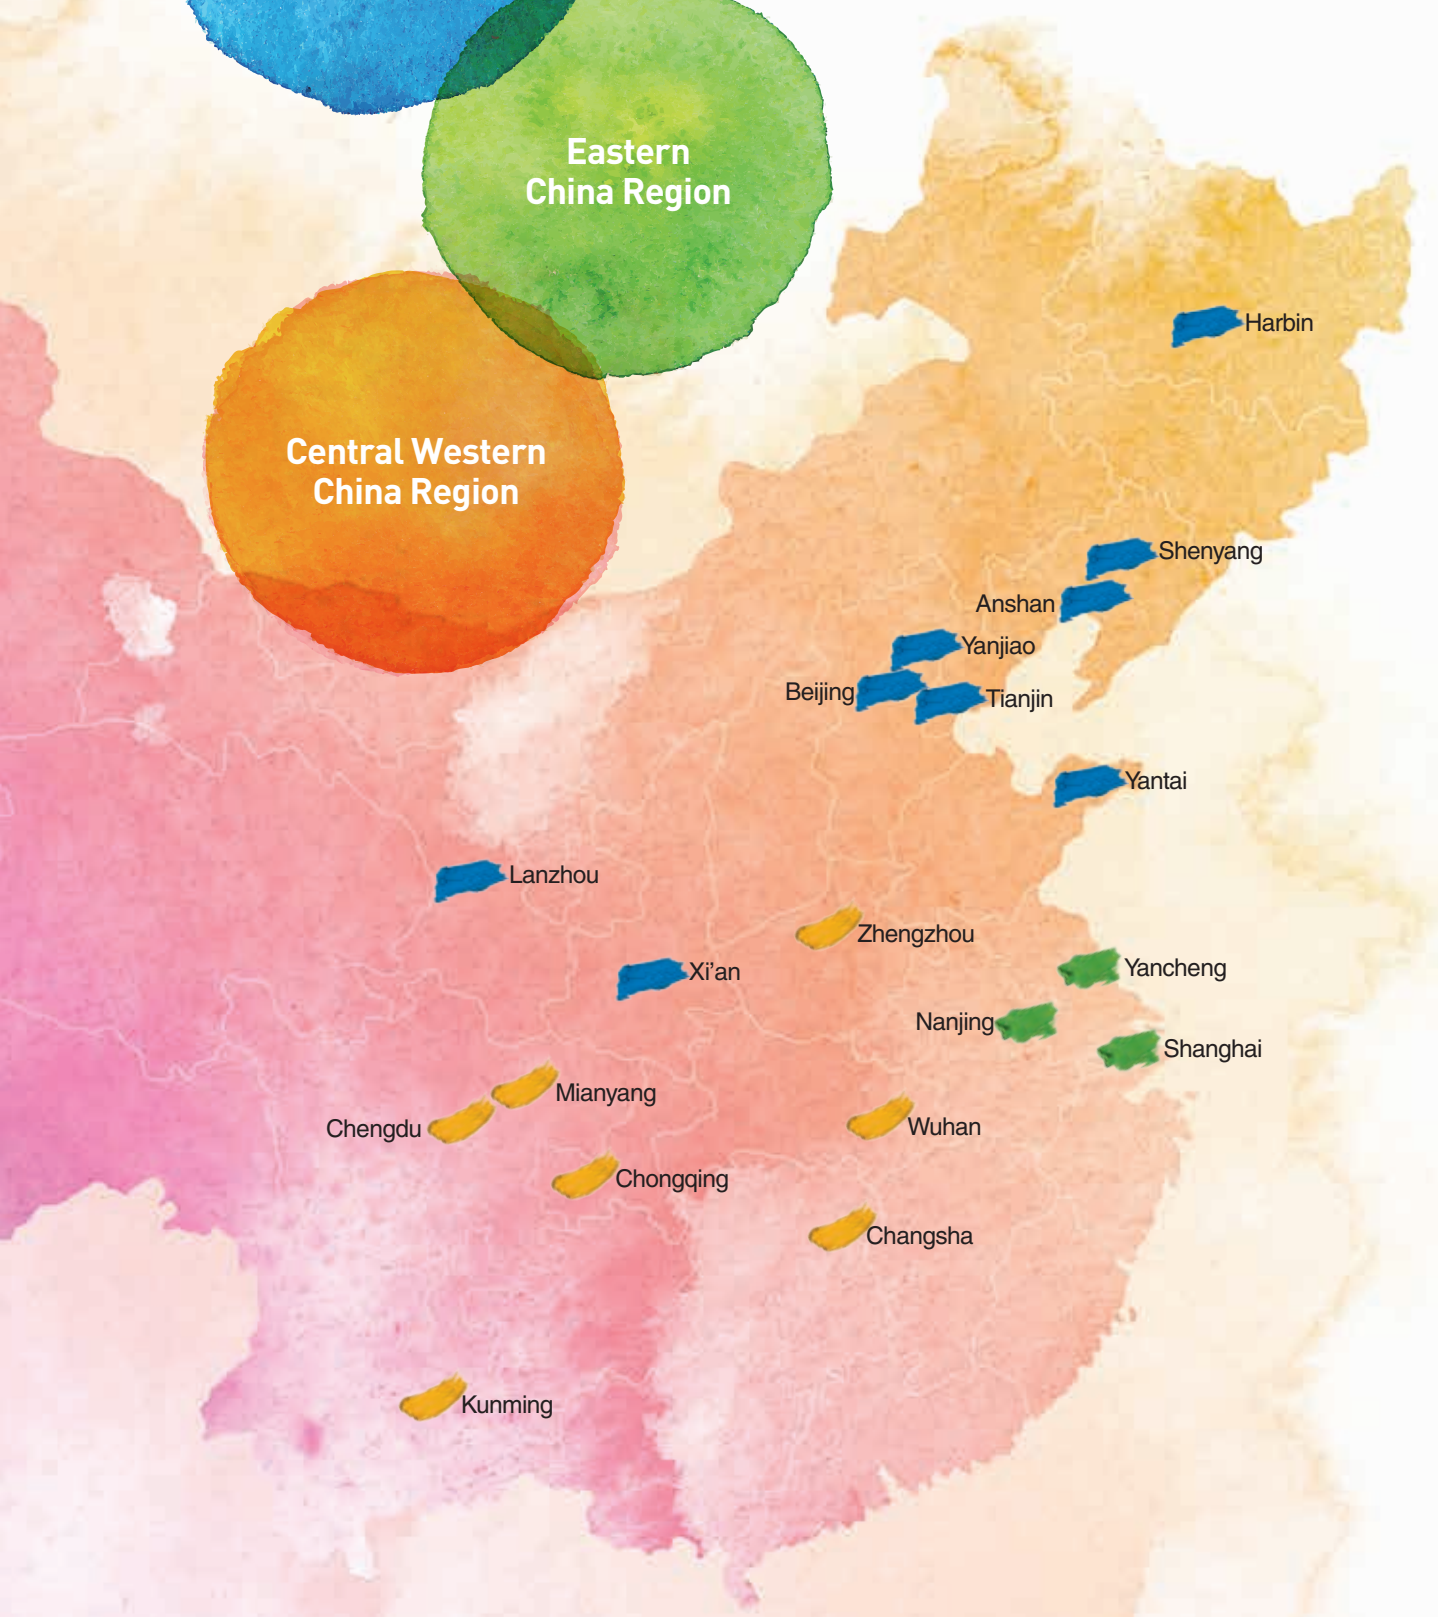 Eastern
China Region
Central Western
China Region
Harbin
Shenyang
Anshan
Yanjiao
Beijing
Tianjin
Yantai
Lanzhou
Zhengzhou
Xi’an
Yancheng
Nanjing
Shanghai
Mianyang
Chengdu
Wuhan
Chongqing
Changsha
Kunming